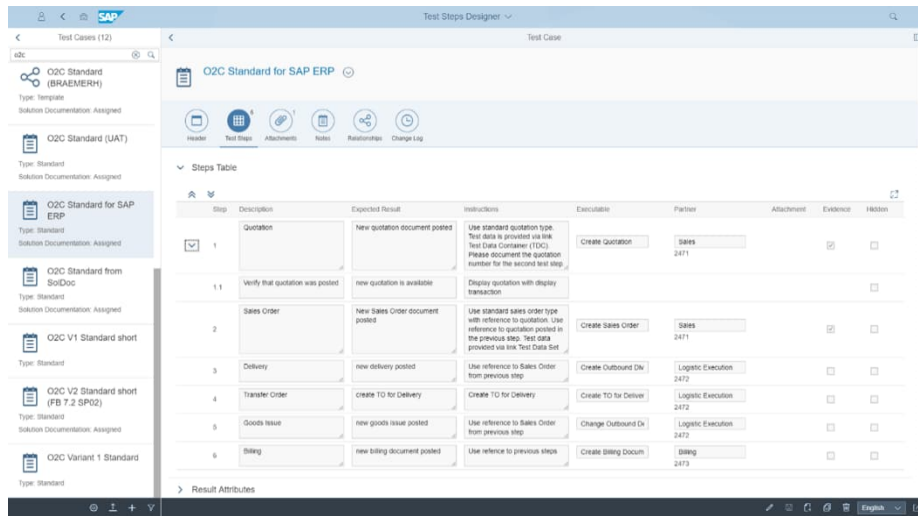 SAP
Test Steps Designer
Test Cases (12)
Test Case
o2c
O2C Standard
(BRAEMERH)
Type: Template
Solution Documentation: Assigned
O2C Standard (UAT)
Type: Standard
Solution Documentation: Assigned
O2C Standard for SAP
ERP
Type: Standard
Solution Documentation: Assigned
O2C Standard from
SolDoc
Type: Standard
Solution Documentation: Assigned
O2C V1 Standard short
Type: Standard
O2C V2 Standard short
(FB 7.2 SP02)
Type: Standard
Solution Documentation: Assigned
O2C Variant 1 Standard
Type: Standard
O2C Standard for SAP ERP
Header
Test Steps
6
Attachments
1
Notes
Relationships
Change Log
Steps Table
Step Description Expected Result Instructions Executable Partner Attachment Evidence Hidden
1
Quotation
New quotation document posted
Use standard quotation type.
Test data is provided via link
Test Data Container (TDC).
Please document the quotation
number for the second test step
Create Quotation
Sales
2471
1.1
Verify that quotation was posted
new quotation is available
Display quotation with display
transaction
2
Sales Order
New Sales Order document
posted
Use standard sales order type
with reference to quotation. Use
reference to quotation posted in
the previous step. Test data
provided via link Test Data Set
Create Sales Order
Sales
2471
3
Delivery
new delivery posted
Use reference to Sales Order
from previous step
Create Outbound Dlv
Logistic Execution
2472
4
Transfer Order
create TO for Delivery
Create TO for Delivery
Create TO for Deliver
Logistic Execution
2472
5
Goods Issue
new goods issue posted
Use reference to Sales Order
from previous step
Change Outbound De
Logistic Execution
2472
6
Billing
new billing document posted
Use refence to previous steps
Create Billing Docum
Billing
2473
Result Attributes
English